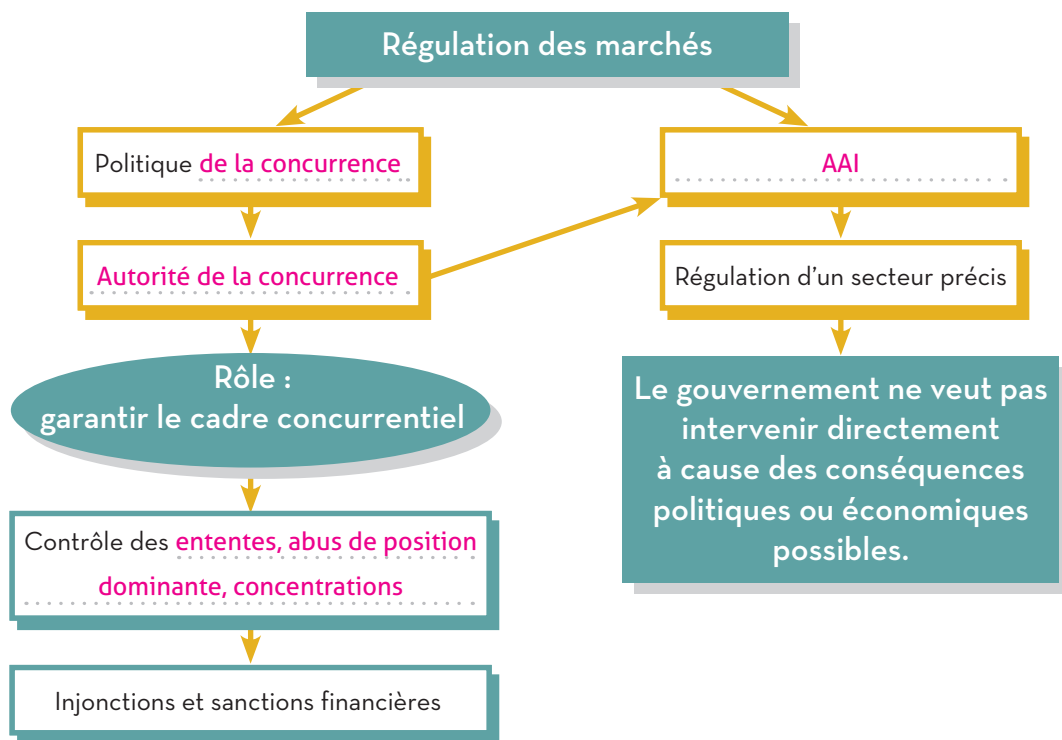 Régulation des marchés
Politique de la concurrence
AAI
Autorité de la concurrence
Régulation d'un secteur précis
Rôle :
garantir le cadre concurrentiel
Le gouvernement ne veut pas
intervenir directement
à cause des conséquences
politiques ou économiques
possibles.
Contrôle des ententes, abus de position
dominante, concentrations
Injonctions et sanctions financières